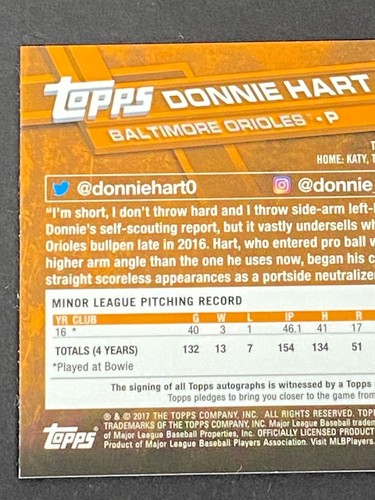 topps DONNIE HART
BALTIMORE ORIOLES™ • P
T
HOME: KATY, T
@donniehart0 @donnie_
"I'm short, I don't throw hard and I throw side-arm left-
Donnie's self-scouting report, but it vastly undersells wh
Orioles bullpen late in 2016. Hart, who entered pro ball w
higher arm angle than the one he uses now, began his c
straight scoreless appearances as a portside neutralize
MINOR LEAGUE PITCHING RECORD
YR CLUB G W L IP H R
16 * 40 3 1 46.1 41 17
TOTALS (4 YEARS) 132 13 7 154 134 51
*Played at Bowie
The signing of all Topps autographs is witnessed by a Topps
Topps pledges to bring you closer to the game from
® & © 2017 THE TOPPS COMPANY, INC. ALL RIGHTS RESERVED. TOP
trademarks of The Topps Company, Inc. Major League Baseball trademar
of Major League Baseball Properties, Inc. OFFICIALLY LICENSED PRODUCT
of Major League Baseball Players Association. Visit MLBPlayers.
topps